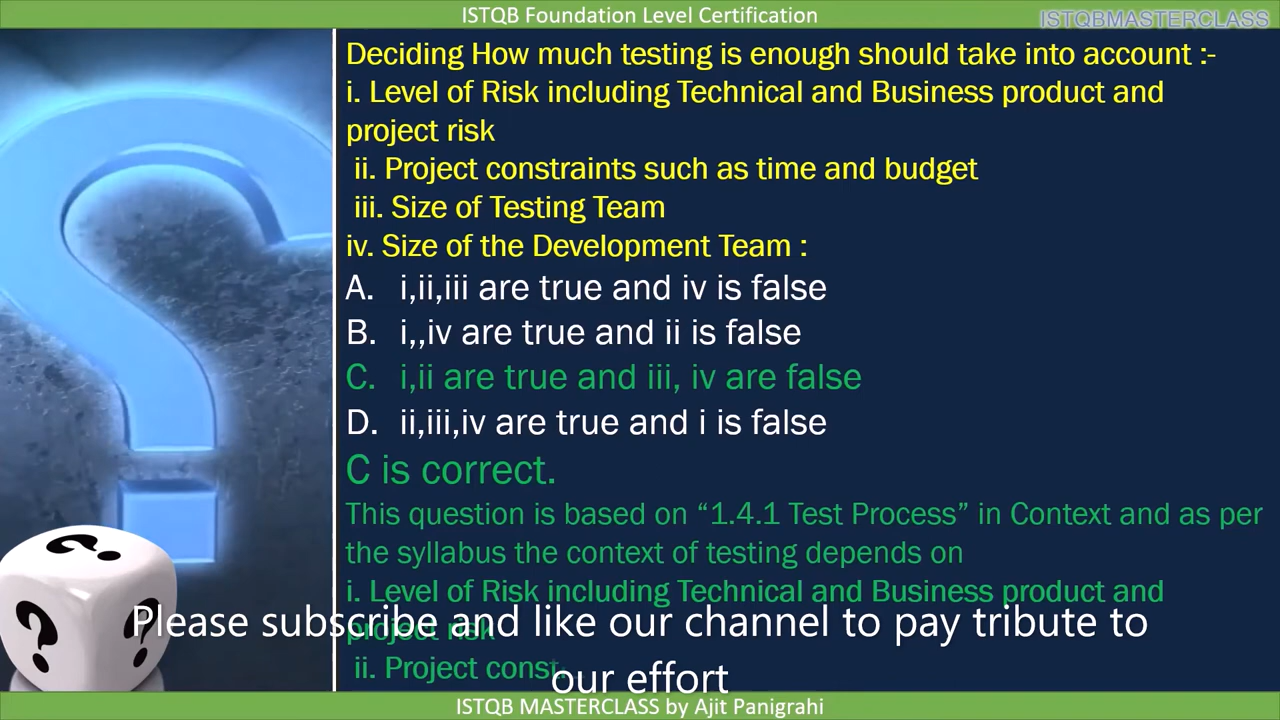 ISTQB Foundation Level Certification
ISTQBMASTERCLASS
Deciding How much testing is enough should take into account :-
i. Level of Risk including Technical and Business product and
project risk
ii. Project constraints such as time and budget
iii. Size of Testing Team
iv. Size of the Development Team :
A. i,ii,iii are true and iv is false
B. i,,iv are true and ii is false
C. i,ii are true and iii, iv are false
D. ii,iii,iv are true and i is false
C is correct.
This question is based on “1.4.1 Test Process” in Context and as per
the syllabus the context of testing depends on
i. Level of Risk including Technical and Business product and
project risk
Please subscribe and like our channel to pay tribute to
ii. Project const
our effort
ISTQB MASTERCLASS by Ajit Panigrahi